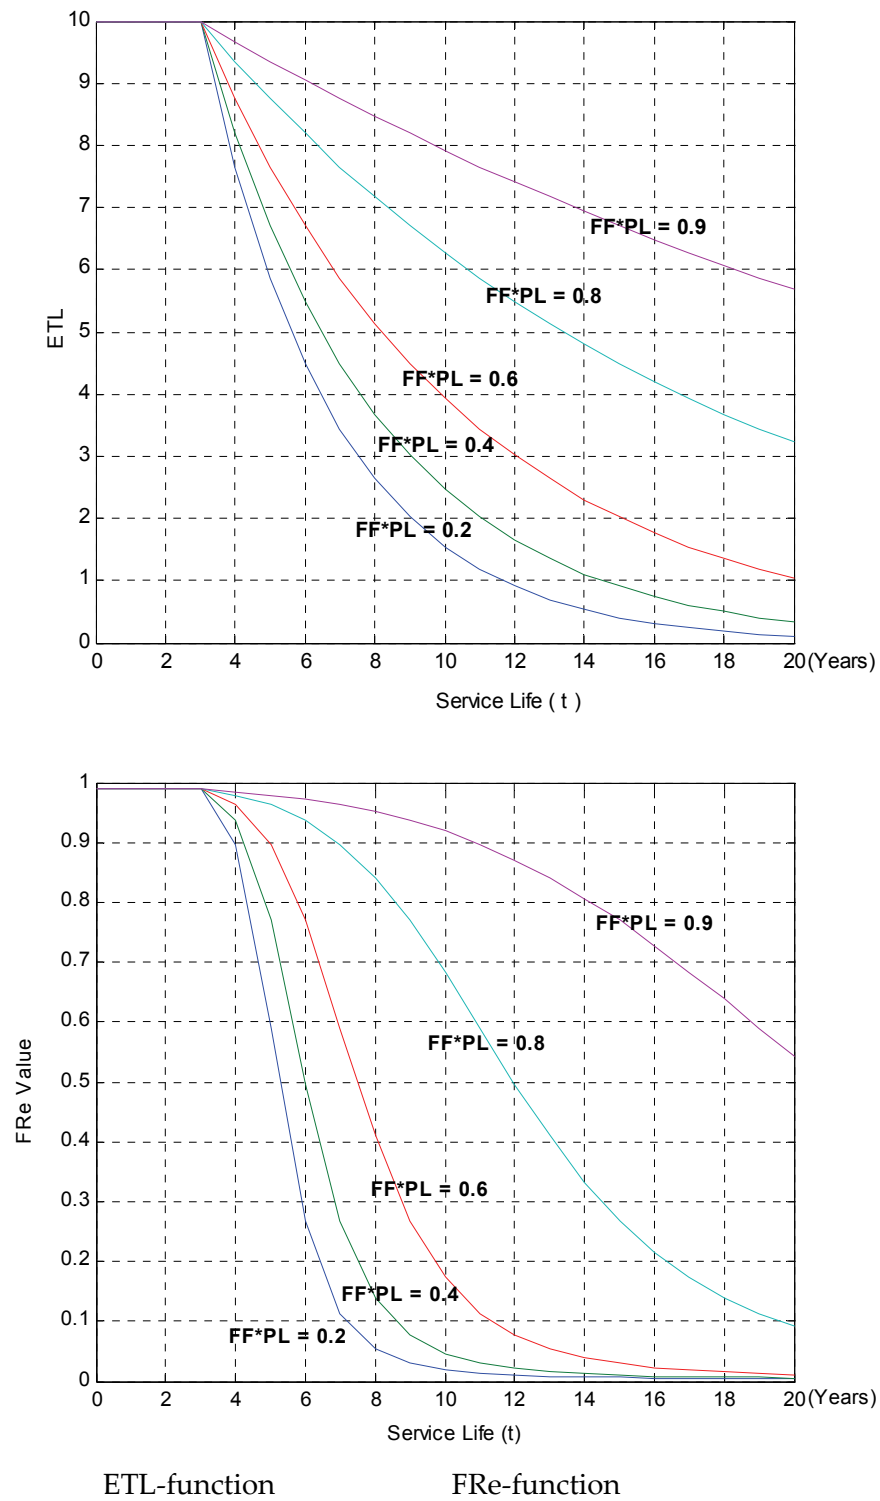 10
9
8
7
6
5
4
3
2
1
0
ETL
FF*PL = 0.9
FF*PL = 0.8
FF*PL = 0.6
FF*PL = 0.4
FF*PL = 0.2
0 2 4 6 8 10 12 14 16 18 20(Years)
Service Life ( t )
1
0.9
0.8
0.7
0.6
0.5
0.4
0.3
0.2
0.1
0
FRe Value
FF*PL = 0.9
FF*PL = 0.8
FF*PL = 0.6
FF*PL = 0.4
FF*PL = 0.2
0 2 4 6 8 10 12 14 16 18 20(Years)
Service Life (t)
ETL-function FRe-function